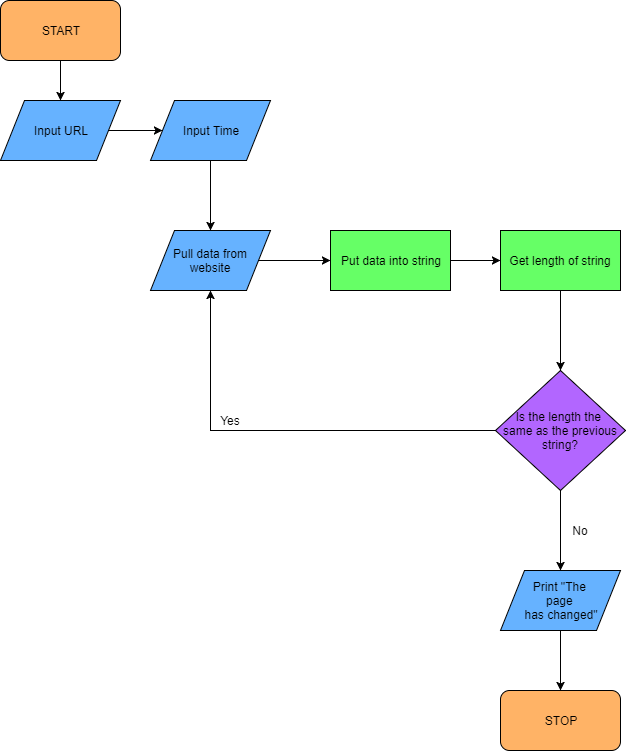 START
Input URL
Input Time
Pull data from
website
Put data into string
Get length of string
Is the length the
same as the previous
string?
Yes
No
Print "The
page
has changed"
STOP